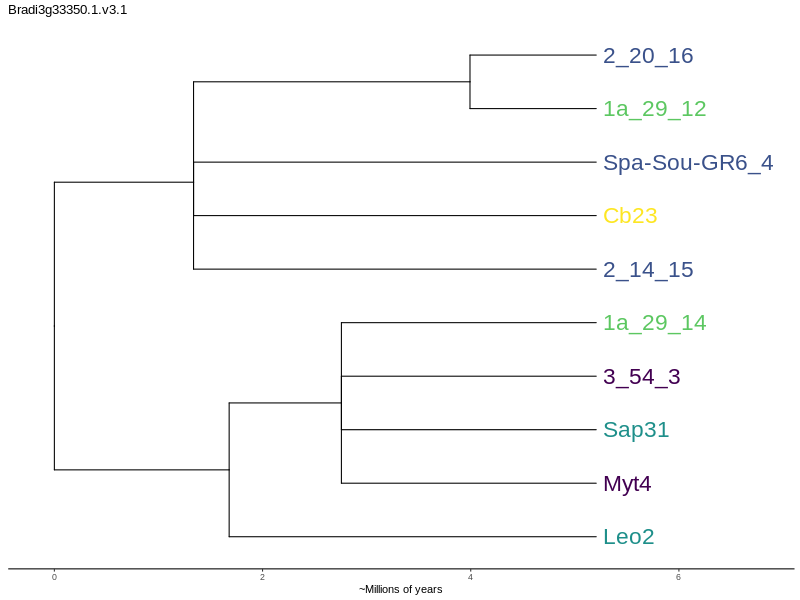 Bradi3g33350.1.v3.1
2_20_16
1a_29_12
Spa-Sou-GR6_4
Cb23
2_14_15
1a_29_14
3_54_3
Sap31
Myt4
Leo2
0 2 4 6
~Millions of years